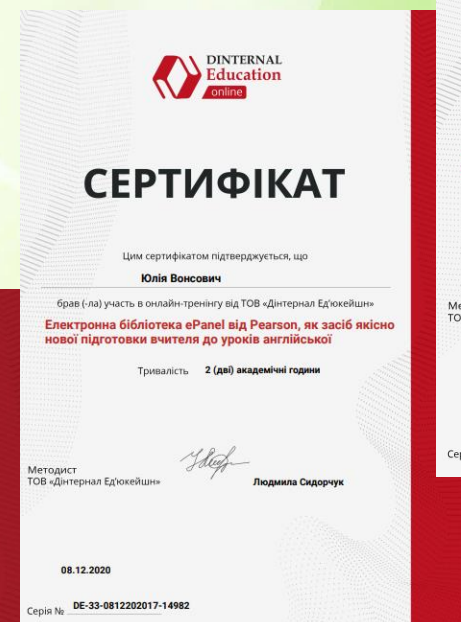 DINTERNAL
Education
online
СЕРТИФІКАТ
Цим сертифікатом підтверджується, що
Юлія Вонсович
брав (-ла) участь в онлайн-тренінгу від ТОВ «Дінтернал Ед'юкейшн»
Електронна бібліотека ePanel від Pearson, як засіб якісно
нової підготовки вчителя до уроків англійської
Тривалість 2 (дві) академічні години
Методист
ТОВ «Дінтернал Ед'юкейшн»
Людмила Сидорчук
08.12.2020
Серія № DE-33-0812202017-14982